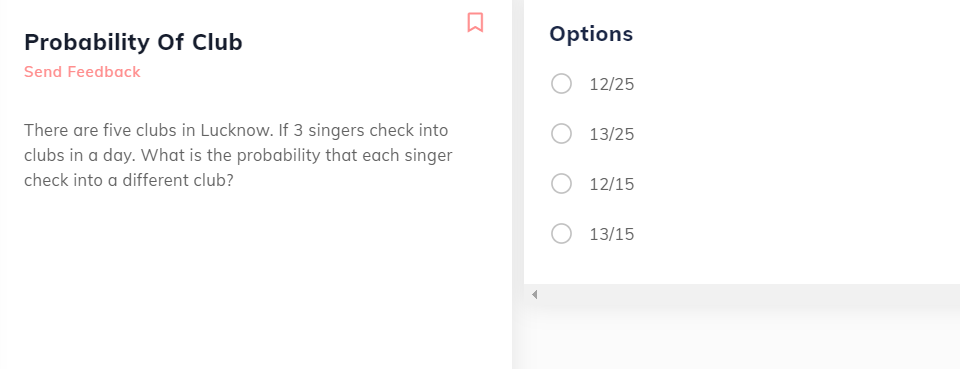 Probability Of Club
Send Feedback
There are five clubs in Lucknow. If 3 singers check into
clubs in a day. What is the probability that each singer
check into a different club?
Options
12/25
13/25
12/15
13/15